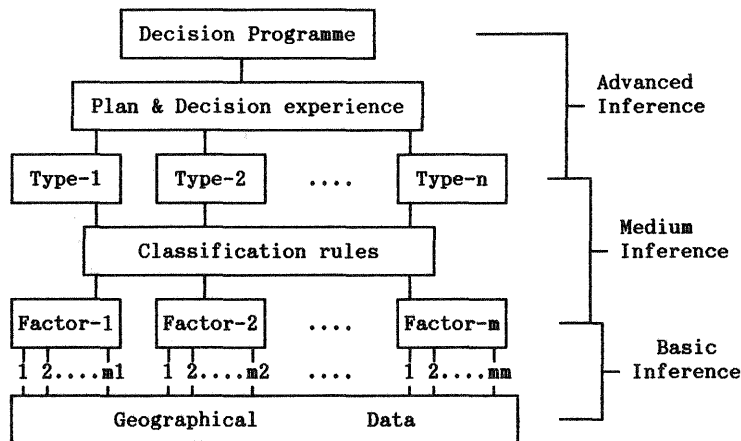 Decision Programme
Advanced
Inference
Plan & Decision experience
Type-1 Type-2 .... Type-n
Medium
Inference
Classification rules
Factor-1 Factor-2 .... Factor-m
Basic
Inference
1 2....m1 1 2....m2 .... 1 2....mm
Geographical Data